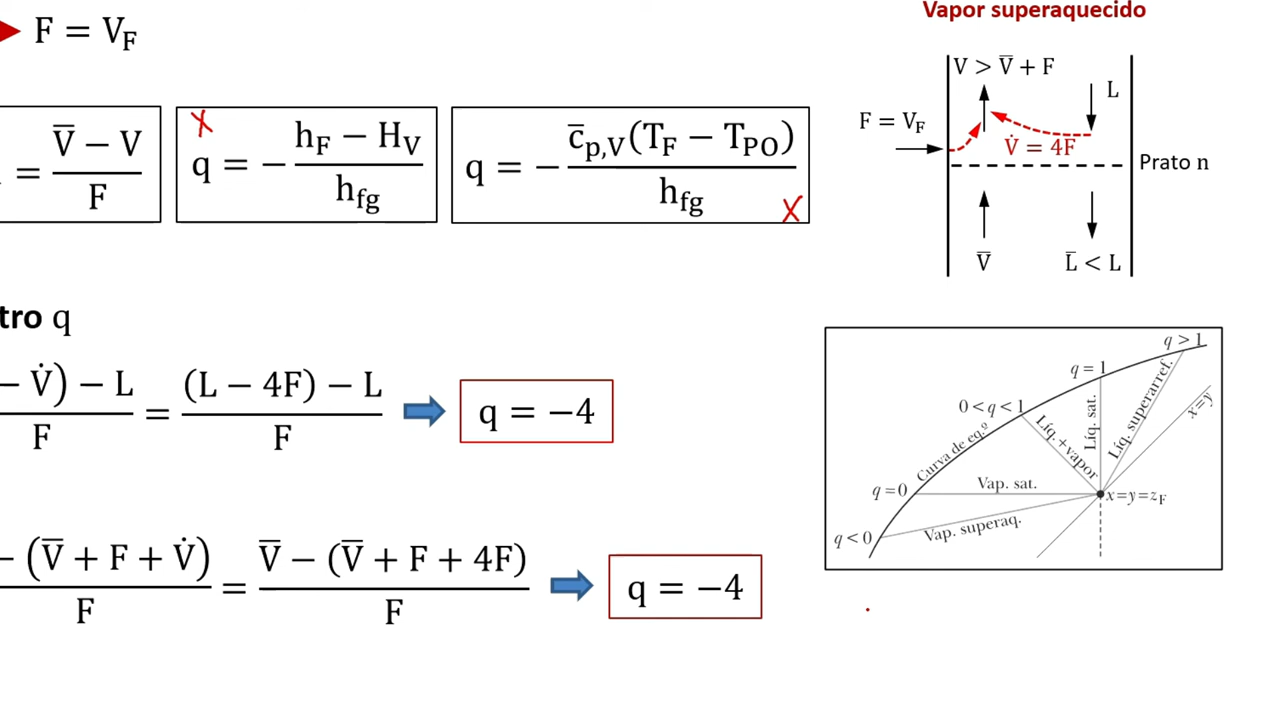 F = V_F
= (V̄ − V)/F
X q = − (h_F − H_V)/h_fg
q = − c̄_p,V(T_F − T_PO)/h_fg X
Vapor superaquecido
V > V̄ + F
L
F = V_F
V̇ = 4F
Prato n
V̄
L̄ < L
tro q
− V̇) − L / F = (L − 4F) − L / F
q = −4
− (V̄ + F + V̇) / F = V̄ − (V̄ + F + 4F) / F
q = −4
q > 1
q = 1
0 < q < 1
q = 0
q < 0
Curva de eq.º
Líq. + vapor
Líq. sat.
Líq. superarref.
x = y
Vap. sat.
x = y = z_F
Vap. superaq.